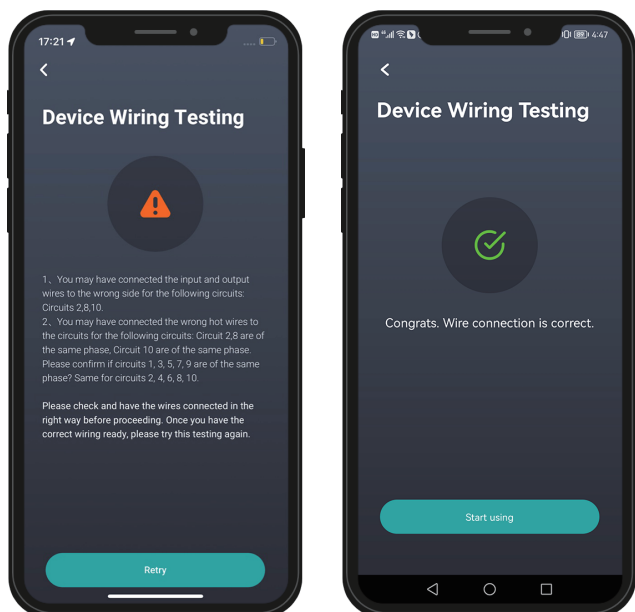 17:21
Device Wiring Testing
1、You may have connected the input and output
wires to the wrong side for the following circuits:
Circuits 2,8,10.
2、You may have connected the wrong hot wires to
the circuits for the following circuits: Circuit 2,8 are of
the same phase, Circuit 10 are of the same phase.
Please confirm if circuits 1, 3, 5, 7, 9 are of the same
phase? Same for circuits 2, 4, 6, 8, 10.
Please check and have the wires connected in the
right way before proceeding. Once you have the
correct wiring ready, please try this testing again.
Retry
4:47
Device Wiring Testing
Congrats. Wire connection is correct.
Start using